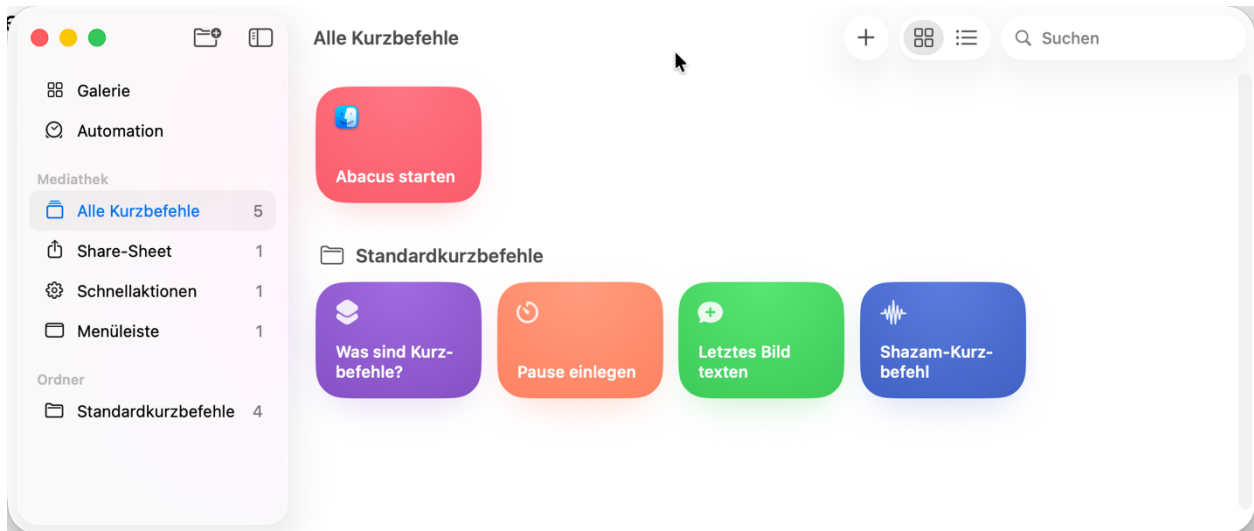 Alle Kurzbefehle
Suchen
Galerie
Automation
Mediathek
Alle Kurzbefehle 5
Share-Sheet 1
Schnellaktionen 1
Menüleiste 1
Ordner
Standardkurzbefehle 4
Abacus starten
Standardkurzbefehle
Was sind Kurz-
befehle?
Pause einlegen
Letztes Bild
texten
Shazam-Kurz-
befehl